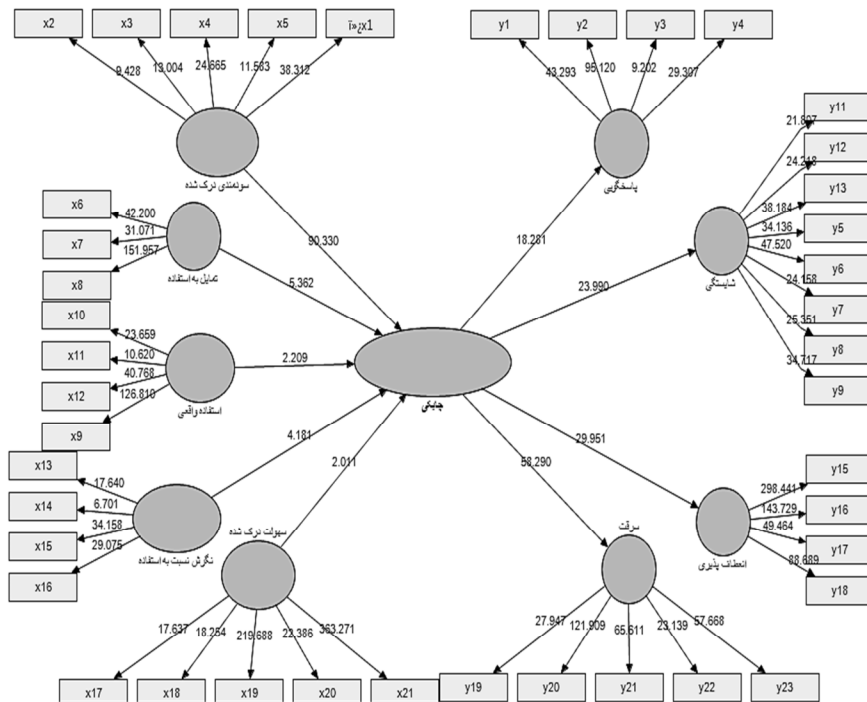 x2 x3 x4 x5 ï»¿x1
y1 y2 y3 y4
9.428 13.004 24.665 11.563 38.312
43.293 95.120 9.202 29.307
سودمندی درک شده
پاسخگویی
y11
21.807
y12
24.218
y13
38.184
y5
34.136
y6
47.520
y7
24.158
y8
25.351
y9
34.717
شایستگی
x6
42.200
x7
31.071
x8
151.957
تمایل به استفاده
90.330
5.362
18.281
23.990
x10
23.659
x11
10.620
x12
40.768
x9
126.810
استفاده واقعی
2.209
چابکی
x13
17.640
x14
6.701
x15
34.158
x16
29.075
نگرش نسبت به استفاده
4.181
2.011
58.290
29.951
y15
298.441
y16
143.729
y17
49.464
y18
88.689
انعطاف پذیری
سهولت درک شده
سرقت
17.637 18.254 219.688 22.386 363.271
27.947 121.909 65.611 23.139 57.668
x17 x18 x19 x20 x21
y19 y20 y21 y22 y23